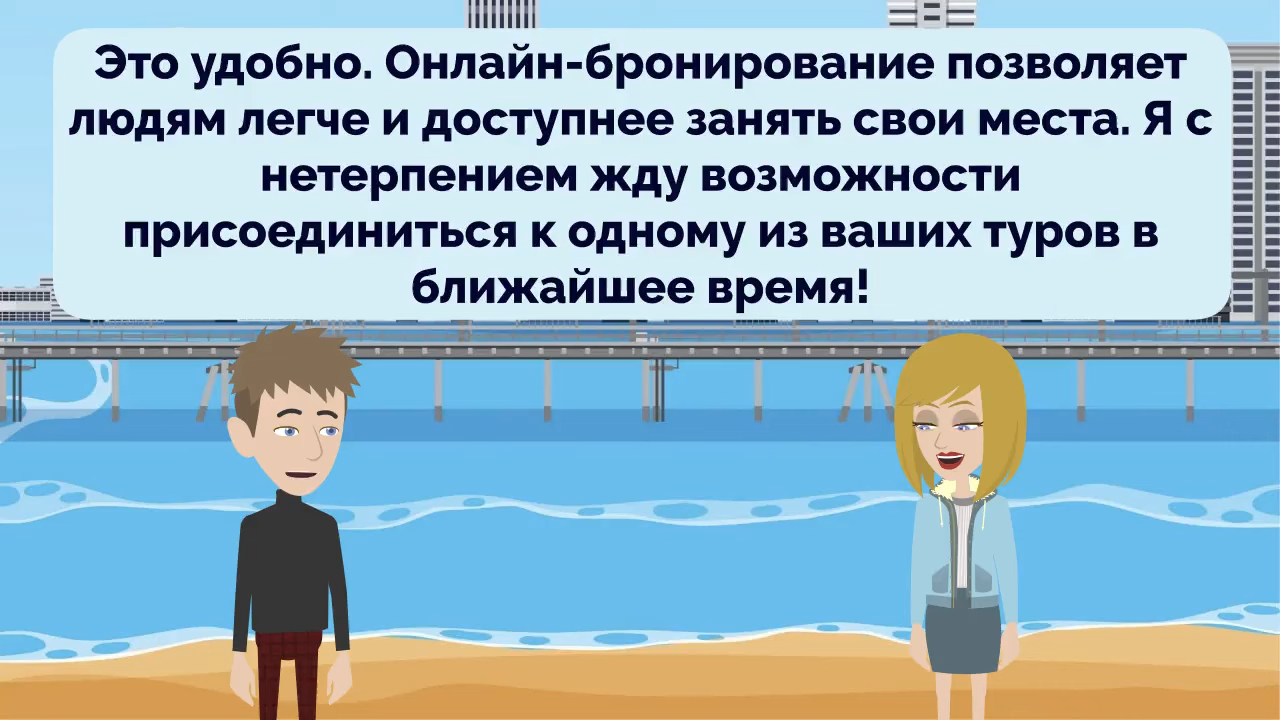 Это удобно. Онлайн-бронирование позволяет
людям легче и доступнее занять свои места. Я с
нетерпением жду возможности
присоединиться к одному из ваших туров в
ближайшее время!